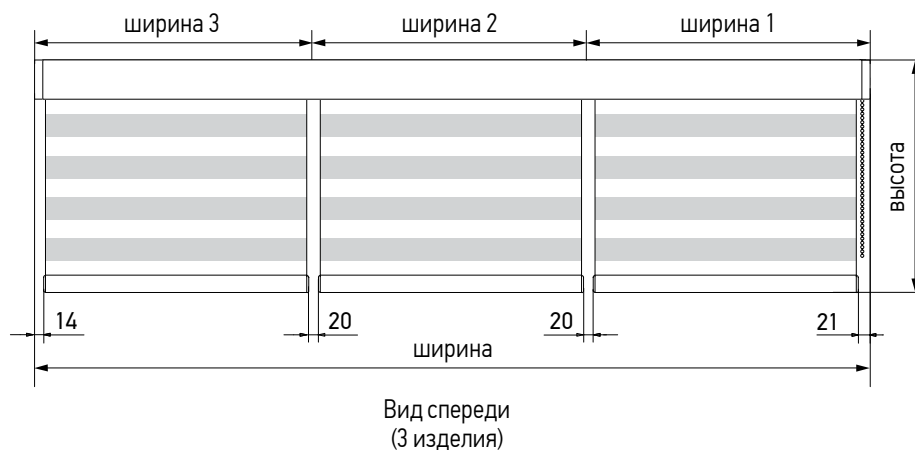 ширина 3
ширина 2
ширина 1
высота
14
20
20
21
ширина
Вид спереди
(3 изделия)